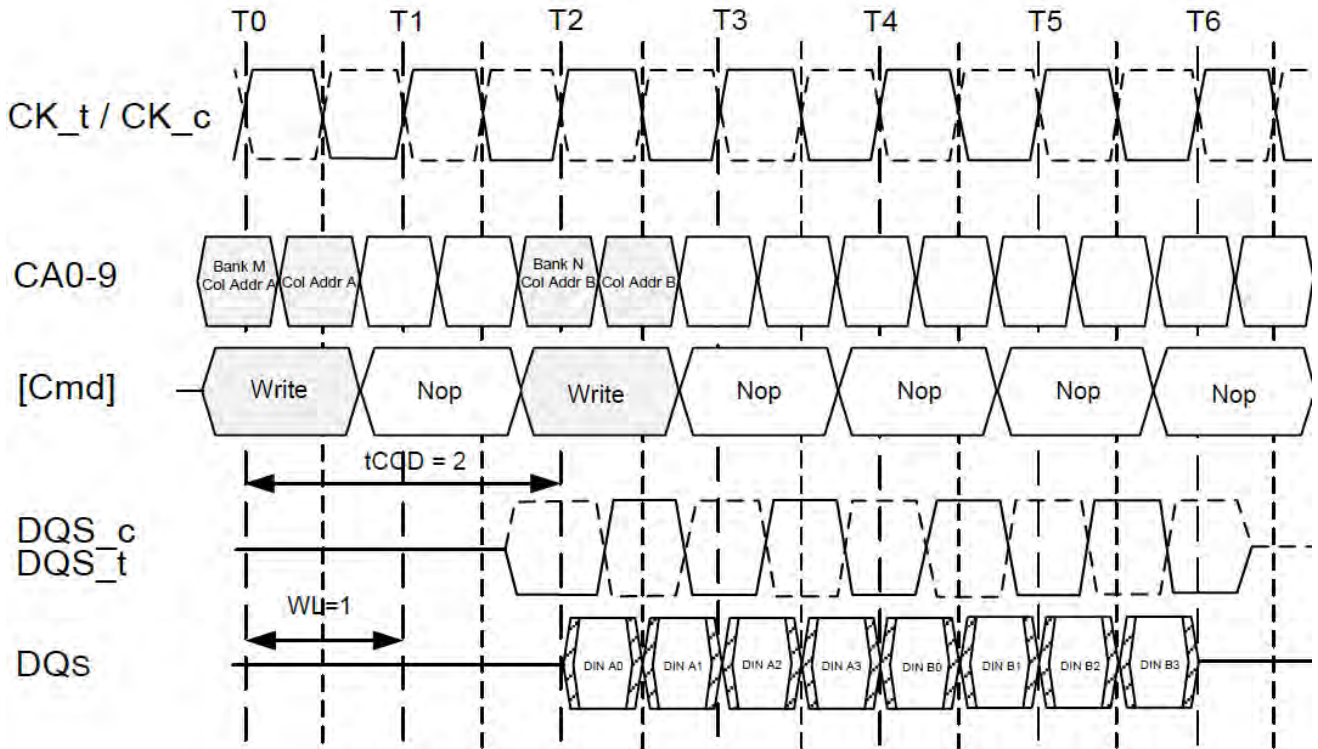 T0 T1 T2 T3 T4 T5 T6
CK_t / CK_c
CA0-9
Bank M
Col Addr A
Col Addr A
Bank N
Col Addr B
Col Addr B
[Cmd]
Write Nop Write Nop Nop Nop Nop
tCCD = 2
DQS_c
DQS_t
WL=1
DQs
DIN A0 DIN A1 DIN A2 DIN A3 DIN B0 DIN B1 DIN B2 DIN B3